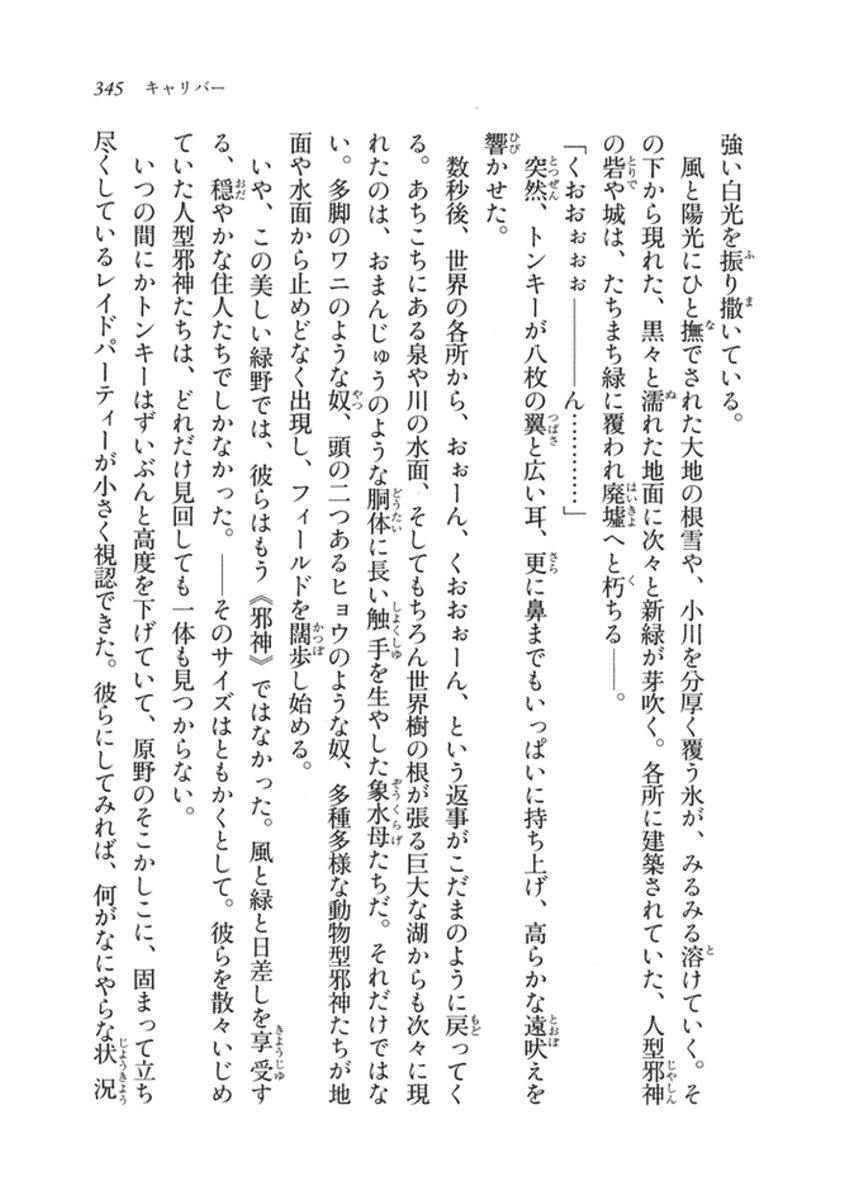 345 キャリバー
強い白光を振り撒いている。
風と陽光にひと撫でされた大地の根雪や、小川を分厚く覆う氷が、みるみる溶けていく。そ
の下から現れた、黒々と濡れた地面に次々と新緑が芽吹く。各所に建築されていた、人型邪神
の砦や城は、たちまち緑に覆われ廃墟へと朽ちる――。
「くおおぉぉぉ――――ん…………」
突然、トンキーが八枚の翼と広い耳、更に鼻までもいっぱいに持ち上げ、高らかな遠吠えを
響かせた。
数秒後、世界の各所から、おぉーん、くおおぉーん、という返事がこだまのように戻ってく
る。あちこちにある泉や川の水面、そしてもちろん世界樹の根が張る巨大な湖からも次々に現
れたのは、おまんじゅうのような胴体に長い触手を生やした象水母たちだ。それだけではな
い。多脚のワニのような奴、頭の二つあるヒョウのような奴、多種多様な動物型邪神たちが地
面や水面から止めどなく出現し、フィールドを闊歩し始める。
いや、この美しい緑野では、彼らはもう《邪神》ではなかった。風と緑と日差しを享受す
る、穏やかな住人たちでしかなかった。――そのサイズはともかくとして。彼らを散々いじめ
ていた人型邪神たちは、どれだけ見回しても一体も見つからない。
いつの間にかトンキーはずいぶんと高度を下げていて、原野のそこかしこに、固まって立ち
尽くしているレイドパーティーが小さく視認できた。彼らにしてみれば、何がなにやらな状況